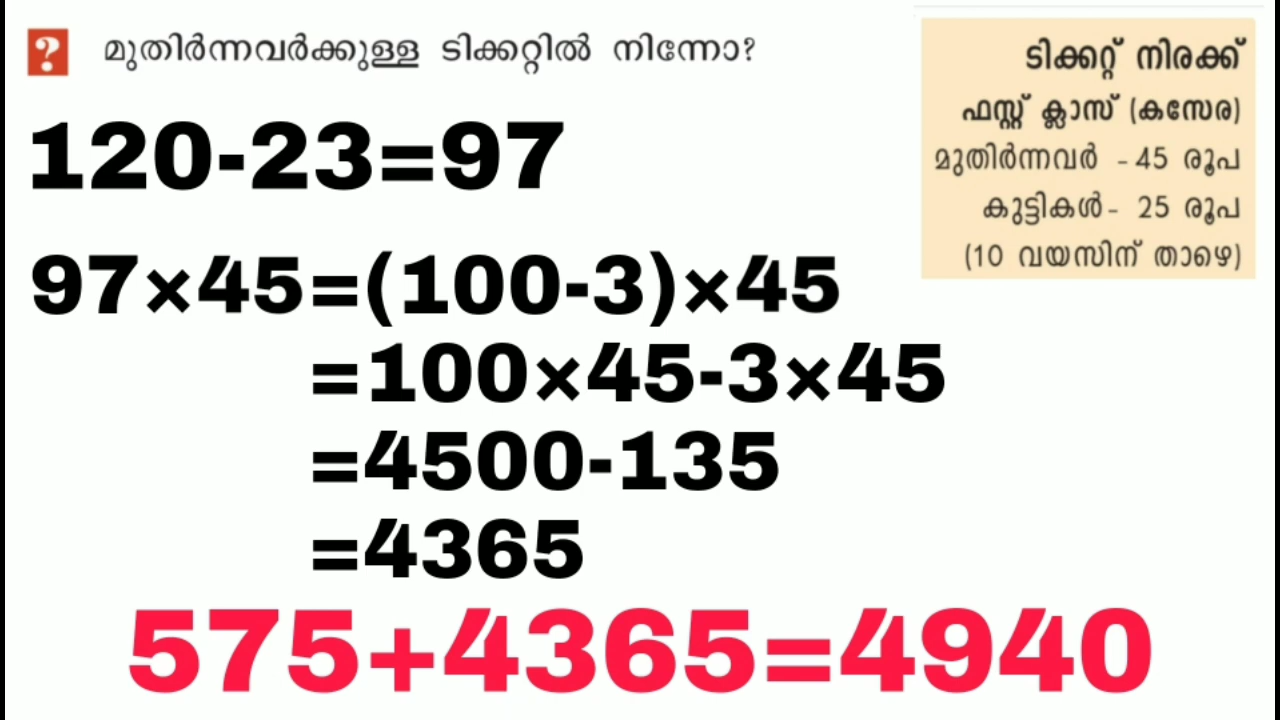 ? മുതിർന്നവർക്കുള്ള ടിക്കറ്റിൽ നിന്നോ?
120-23=97
97×45=(100-3)×45
=100×45-3×45
=4500-135
=4365
575+4365=4940
ടിക്കറ്റ് നിരക്ക്
ഫസ്റ്റ് ക്ലാസ് (കസേര)
മുതിർന്നവർ - 45 രൂപ
കുട്ടികൾ - 25 രൂപ
(10 വയസിന് താഴെ)